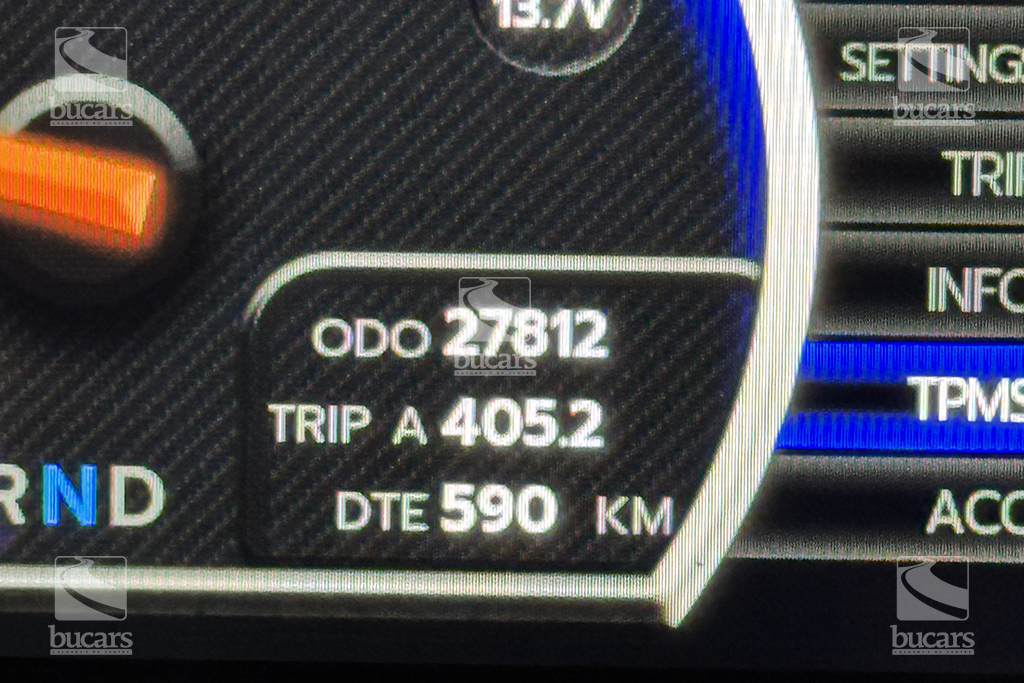 13.7V
SETTINGS
TRIP
INFO
ODO 27812
TRIP A 405.2
TPMS
DTE 590 KM
RND
ACC
bucars
bucars
bucars
bucars
bucars